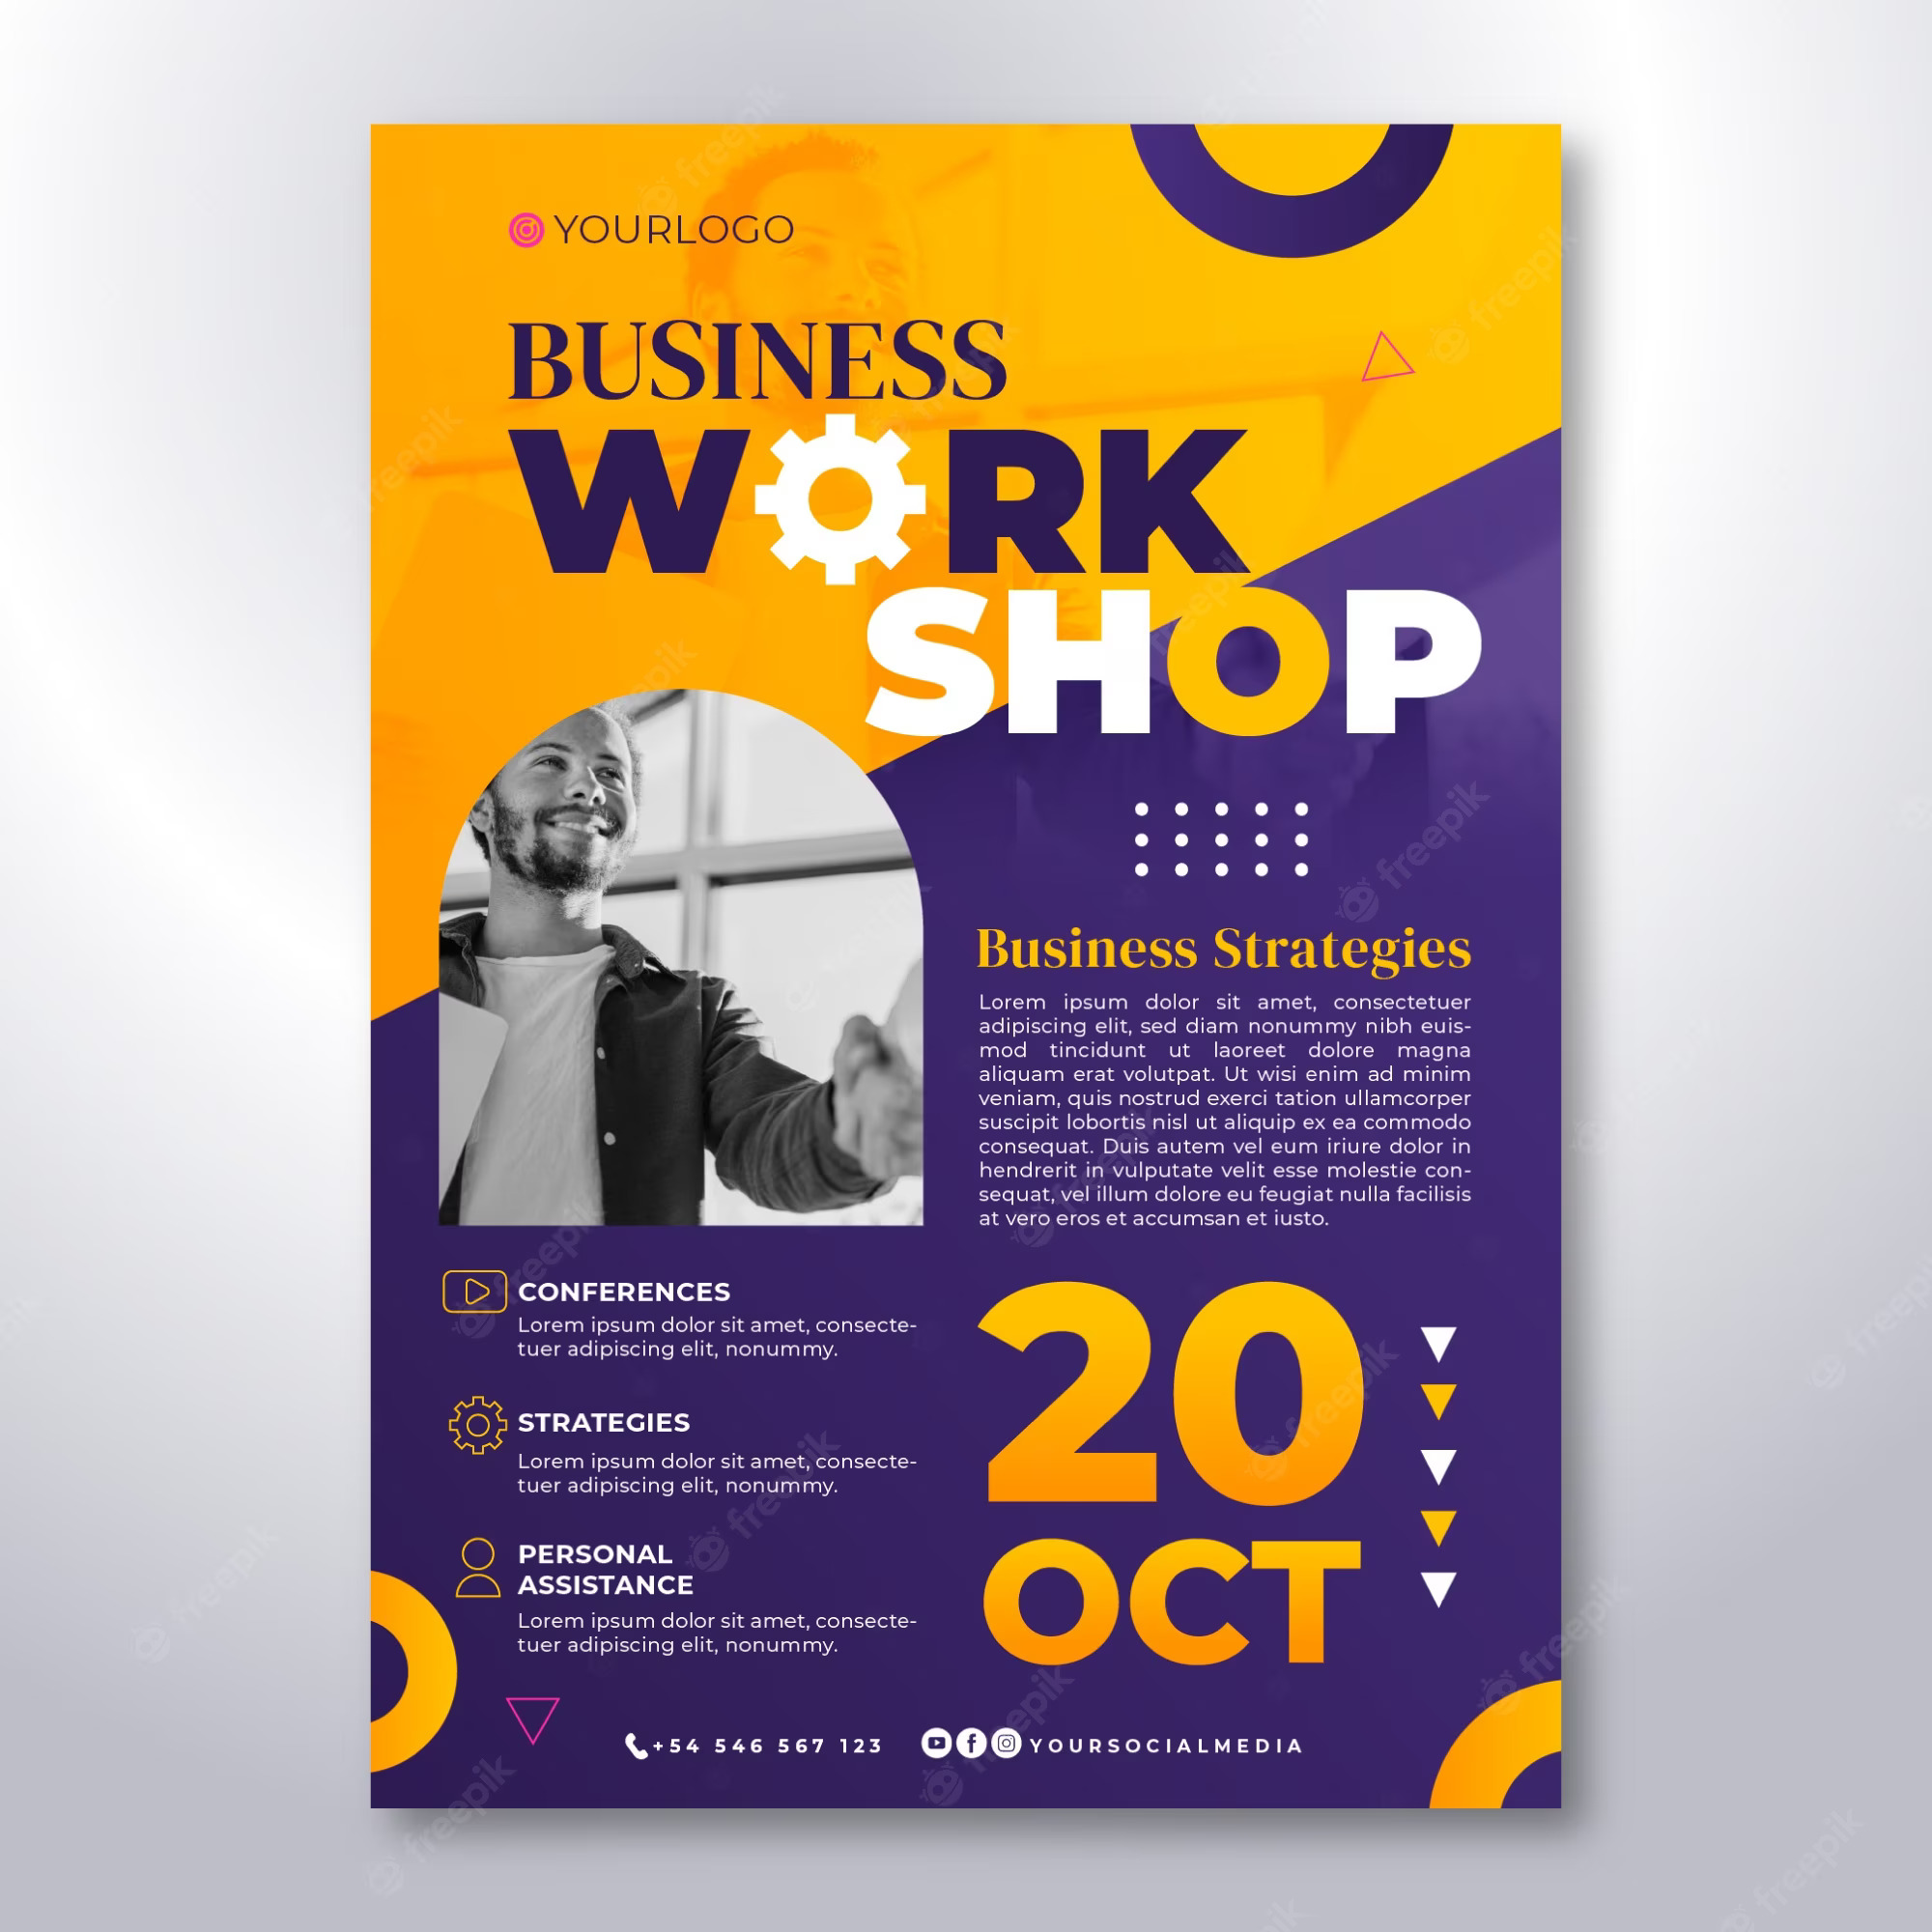 YOURLOGO
BUSINESS
WORK
SHOP
Business Strategies
Lorem ipsum dolor sit amet, consectetuer
adipiscing elit, sed diam nonummy nibh euis-
mod tincidunt ut laoreet dolore magna
aliquam erat volutpat. Ut wisi enim ad minim
veniam, quis nostrud exerci tation ullamcorper
suscipit lobortis nisl ut aliquip ex ea commodo
consequat. Duis autem vel eum iriure dolor in
hendrerit in vulputate velit esse molestie con-
sequat, vel illum dolore eu feugiat nulla facilisis
at vero eros et accumsan et iusto.
CONFERENCES
Lorem ipsum dolor sit amet, consecte-
tuer adipiscing elit, nonummy.
STRATEGIES
Lorem ipsum dolor sit amet, consecte-
tuer adipiscing elit, nonummy.
PERSONAL
ASSISTANCE
Lorem ipsum dolor sit amet, consecte-
tuer adipiscing elit, nonummy.
20
OCT
+54 546 567 123
YOURSOCIALMEDIA
freepik